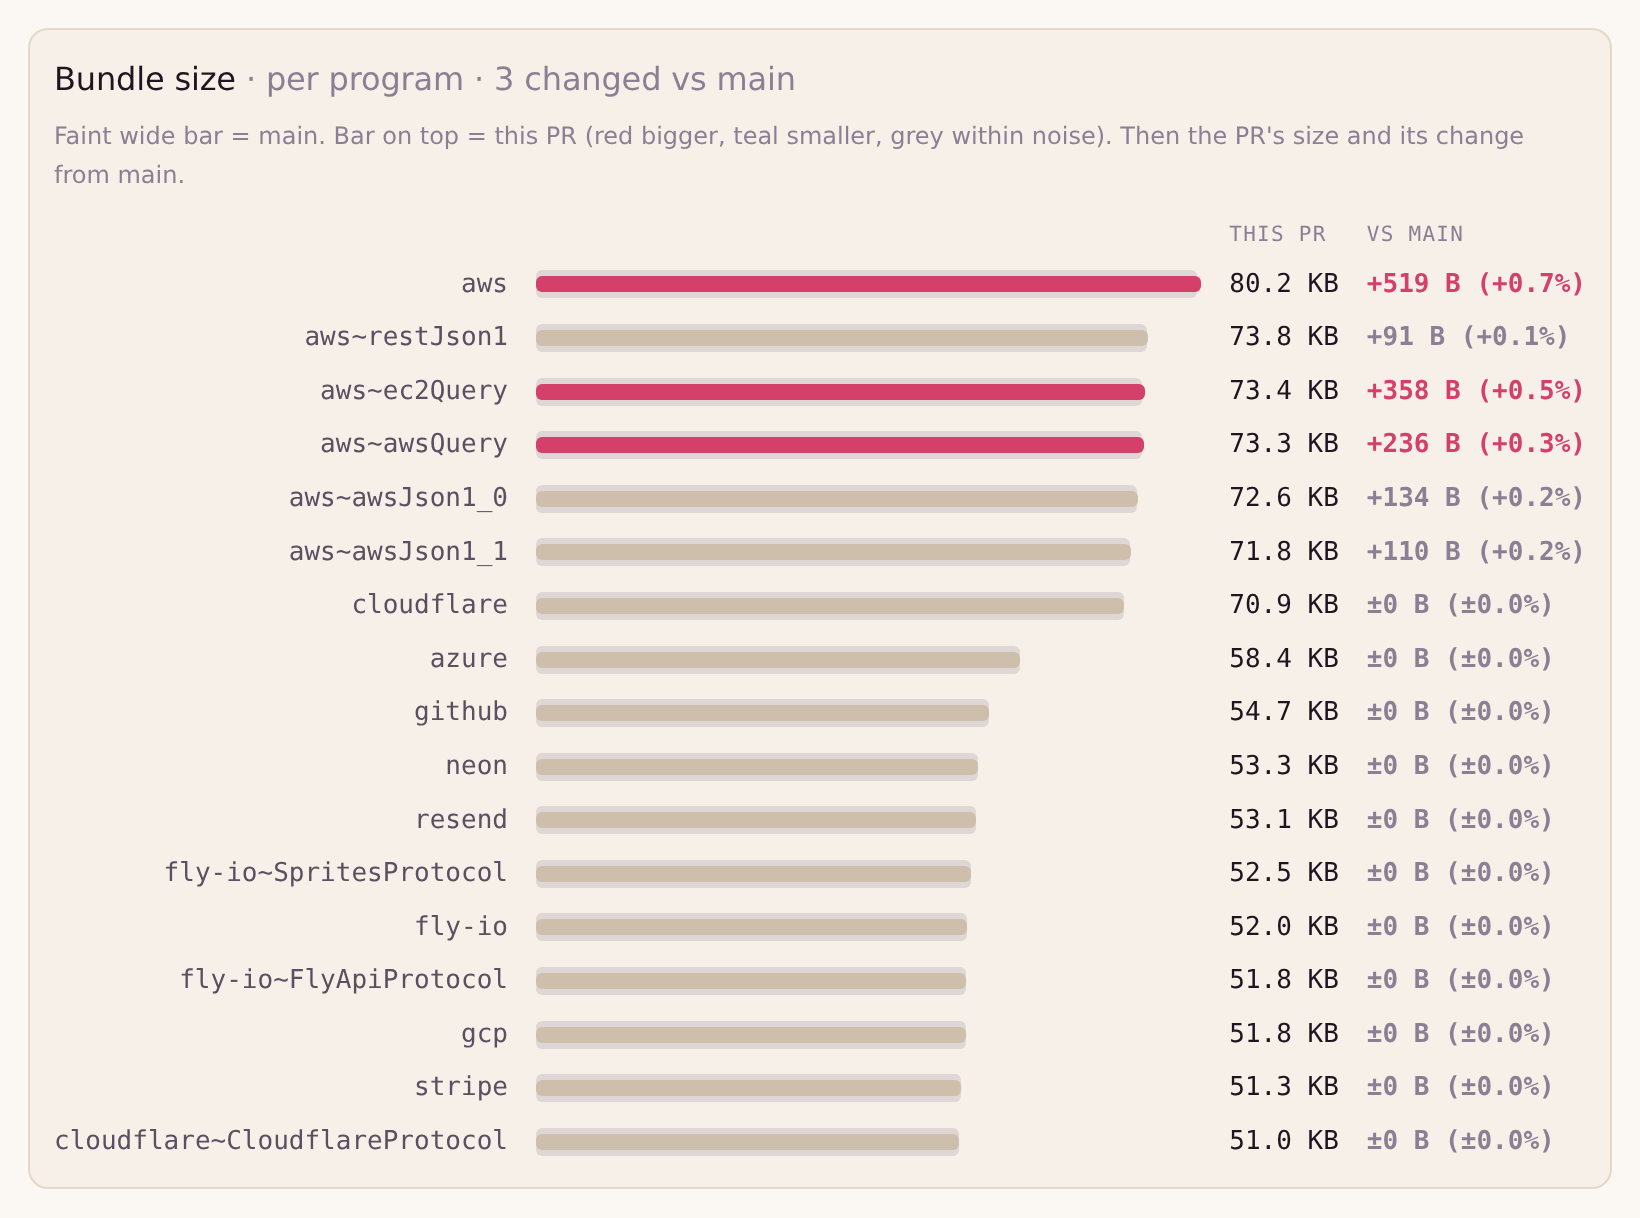 Bundle size · per program · 3 changed vs main
Faint wide bar = main. Bar on top = this PR (red bigger, teal smaller, grey within noise). Then the PR's size and its change
from main.
THIS PR VS MAIN
aws 80.2 KB +519 B (+0.7%)
aws~restJson1 73.8 KB +91 B (+0.1%)
aws~ec2Query 73.4 KB +358 B (+0.5%)
aws~awsQuery 73.3 KB +236 B (+0.3%)
aws~awsJson1_0 72.6 KB +134 B (+0.2%)
aws~awsJson1_1 71.8 KB +110 B (+0.2%)
cloudflare 70.9 KB ±0 B (±0.0%)
azure 58.4 KB ±0 B (±0.0%)
github 54.7 KB ±0 B (±0.0%)
neon 53.3 KB ±0 B (±0.0%)
resend 53.1 KB ±0 B (±0.0%)
fly-io~SpritesProtocol 52.5 KB ±0 B (±0.0%)
fly-io 52.0 KB ±0 B (±0.0%)
fly-io~FlyApiProtocol 51.8 KB ±0 B (±0.0%)
gcp 51.8 KB ±0 B (±0.0%)
stripe 51.3 KB ±0 B (±0.0%)
cloudflare~CloudflareProtocol 51.0 KB ±0 B (±0.0%)